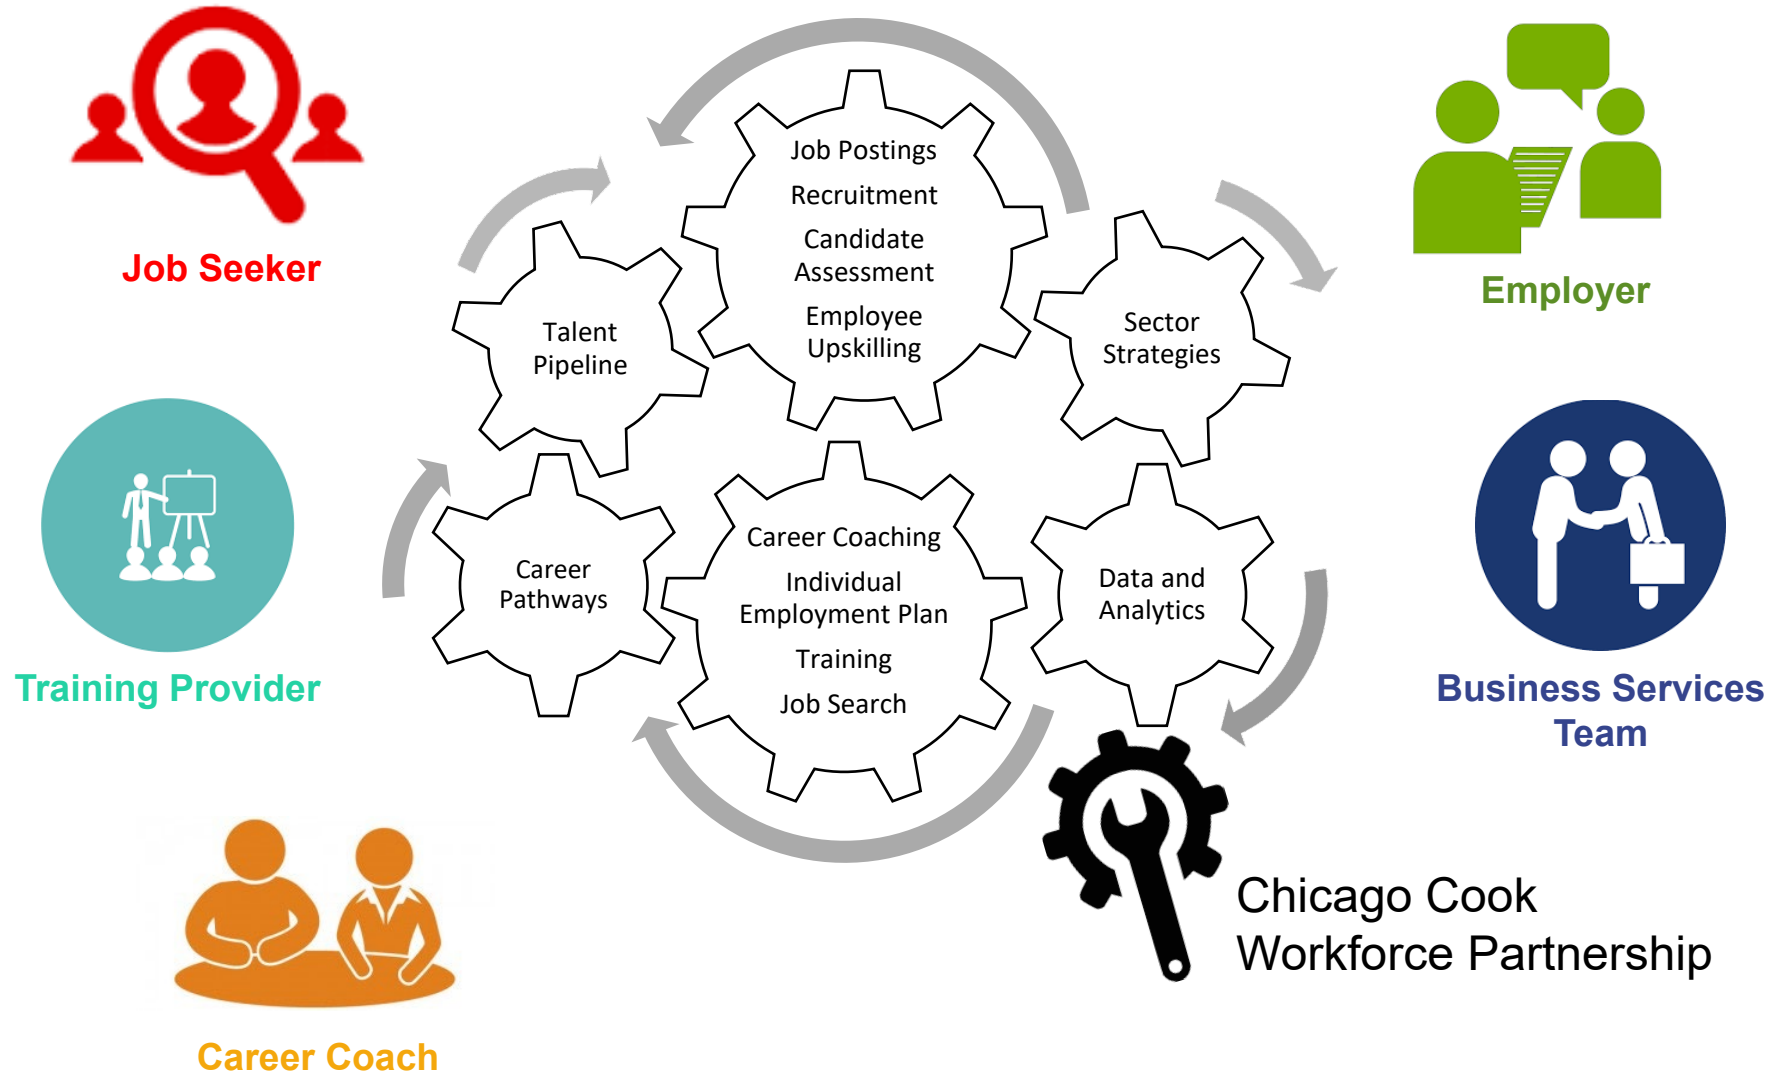 Job Seeker
Training Provider
Career Coach
Job Postings
Recruitment
Candidate
Assessment
Employee
Upskilling
Talent
Pipeline
Sector
Strategies
Career
Pathways
Career Coaching
Individual
Employment Plan
Training
Job Search
Data and
Analytics
Employer
Business Services
Team
Chicago Cook
Workforce Partnership